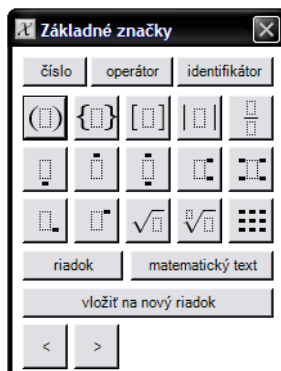 Základné značky
číslo operátor identifikátor
( ) { } [ ] | |
√ √
riadok matematický text
vložiť na nový riadok
< >